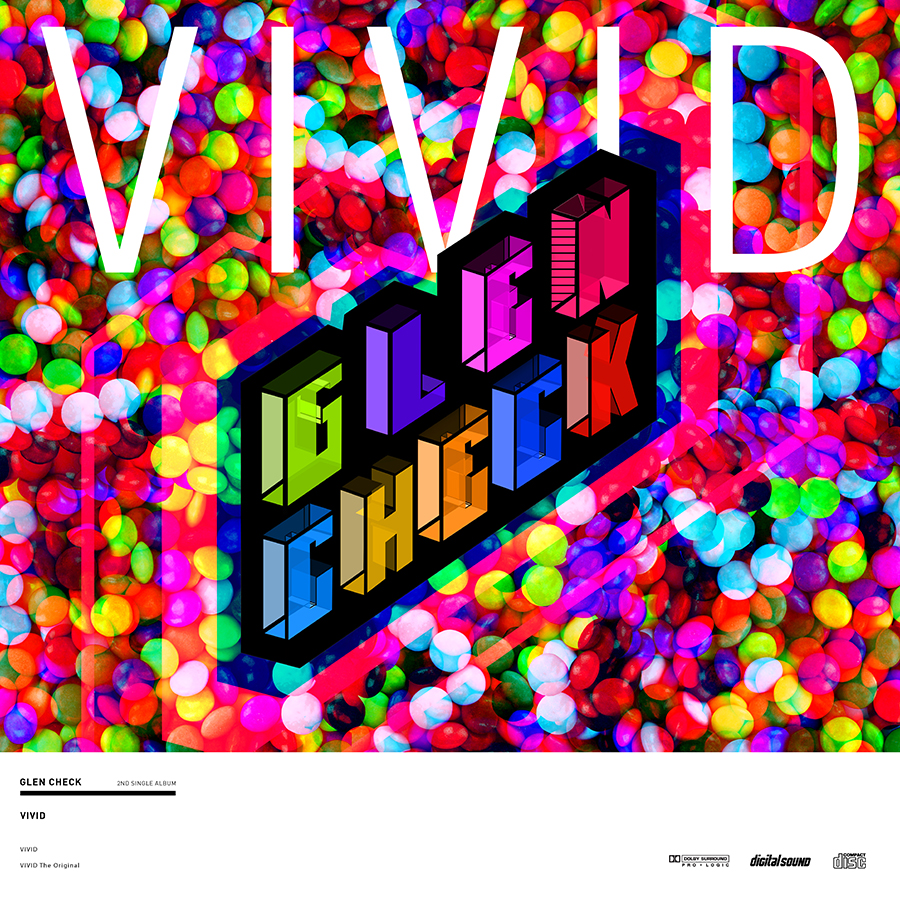 VIVID
GLEN
CHECK
GLEN CHECK 2ND SINGLE ALBUM
VIVID
VIVID
VIVID The Original
DOLBY SURROUND
PRO • LOGIC
digital sound
COMPACT
disc